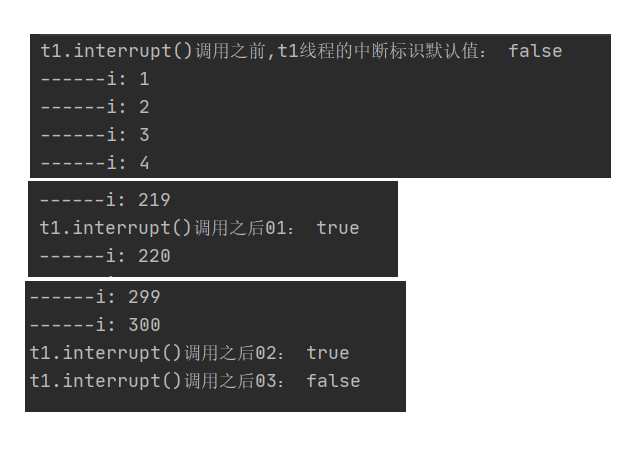 t1.interrupt()调用之前,t1线程的中断标识默认值： false
------i: 1
------i: 2
------i: 3
------i: 4
------i: 219
t1.interrupt()调用之后01： true
------i: 220
------i: 299
------i: 300
t1.interrupt()调用之后02： true
t1.interrupt()调用之后03： false